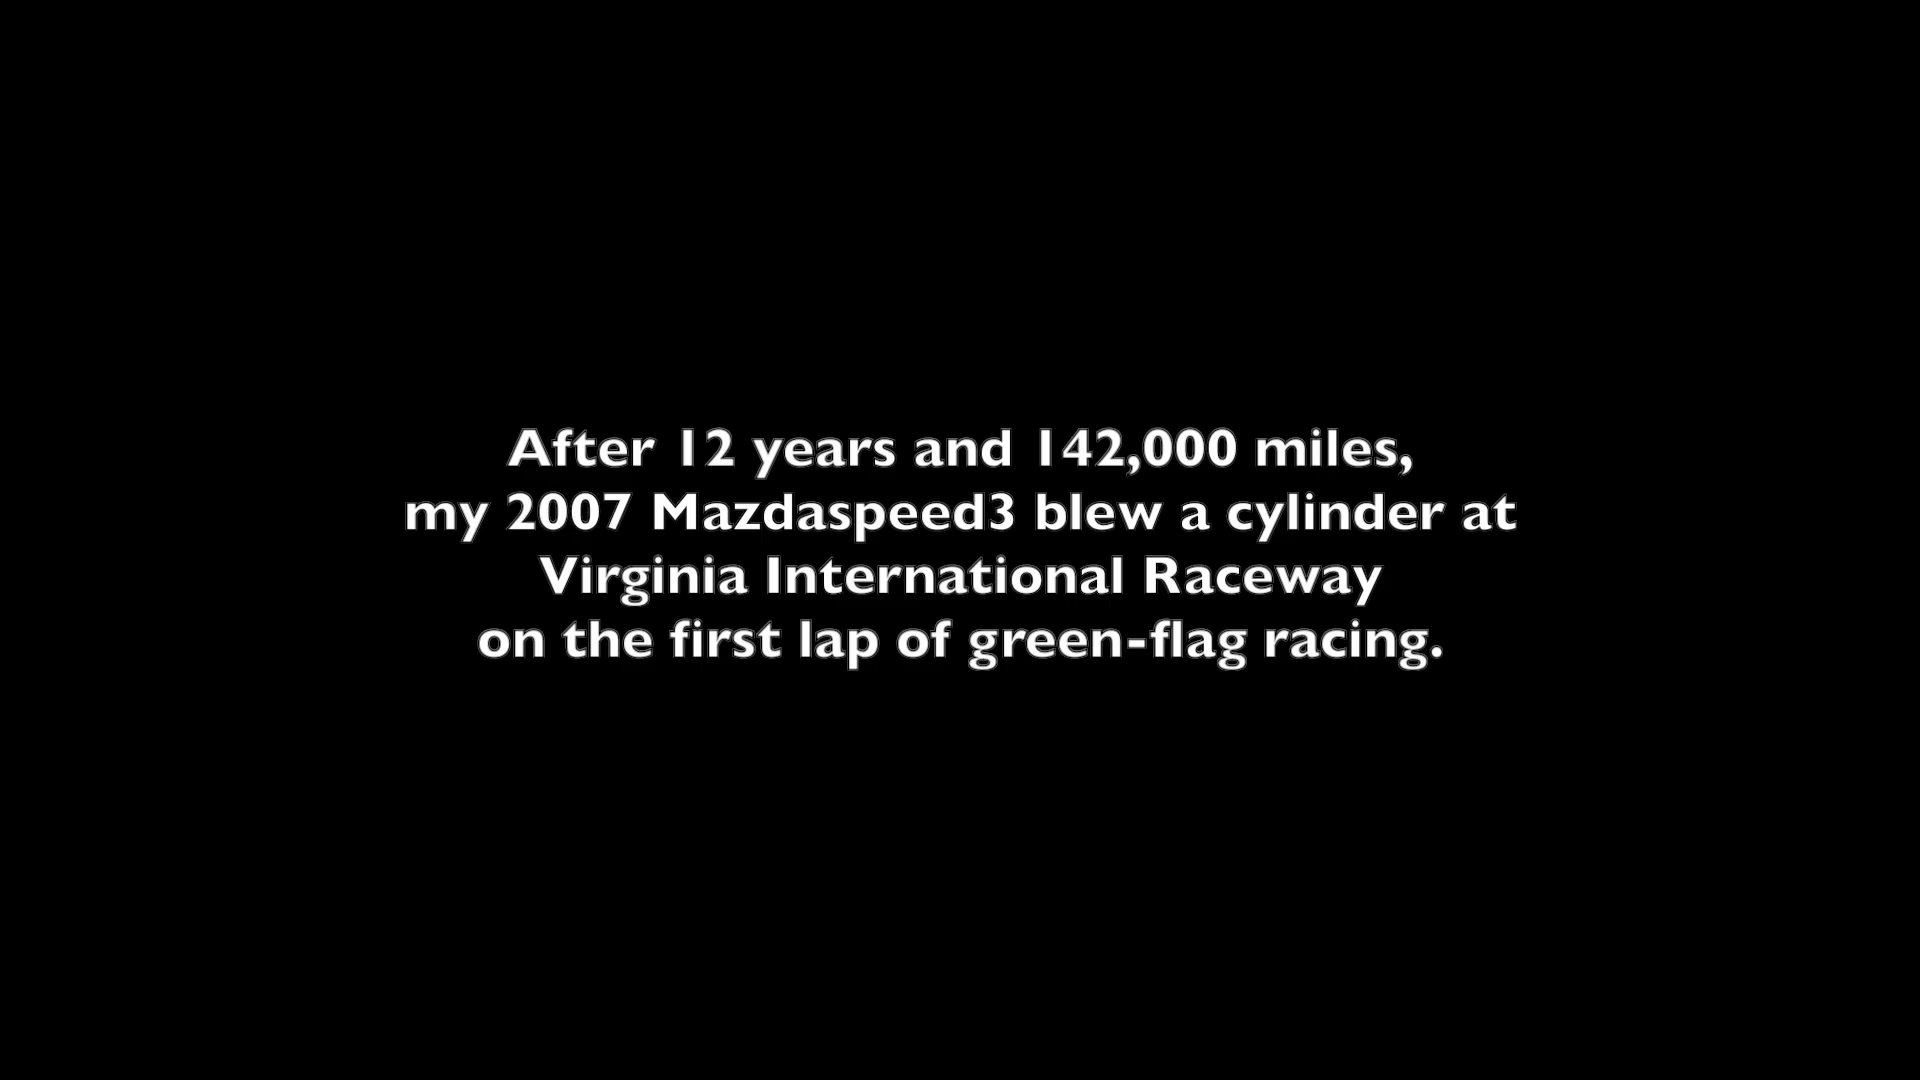 After 12 years and 142,000 miles,
my 2007 Mazdaspeed3 blew a cylinder at
Virginia International Raceway
on the first lap of green-flag racing.